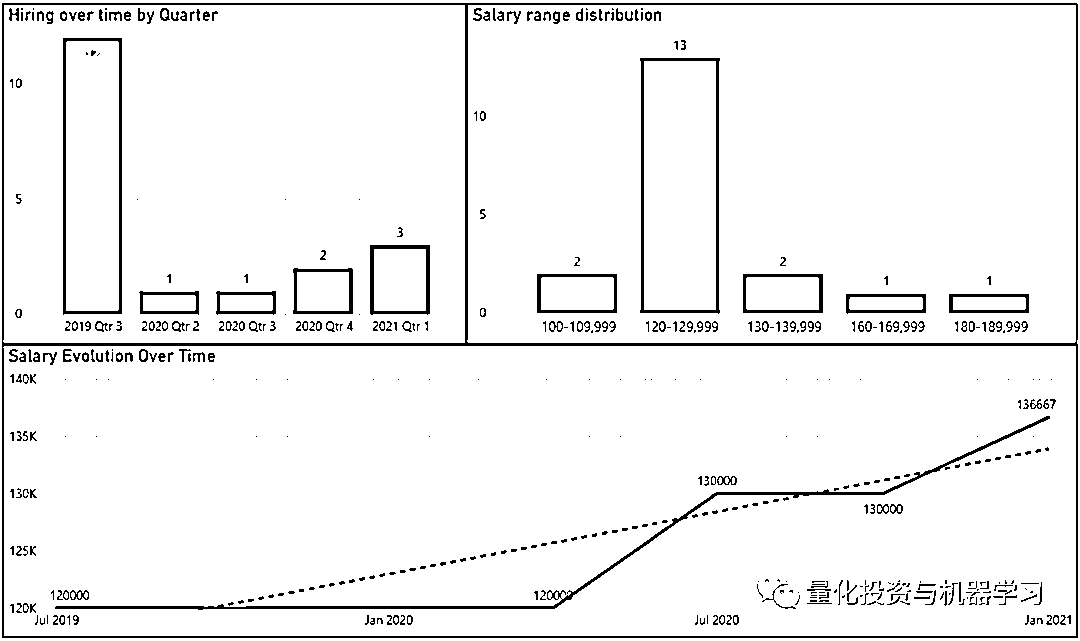 Hiring over time by Quarter
10
5
0
1
1
2
3
2019 Qtr 3
2020 Qtr 2
2020 Qtr 3
2020 Qtr 4
2021 Qtr 1
Salary range distribution
10
5
0
2
13
2
1
1
100-109,999
120-129,999
130-139,999
160-169,999
180-189,999
Salary Evolution Over Time
140K
135K
130K
125K
120K
120000
120000
130000
130000
136667
Jul 2019
Jan 2020
Jul 2020
Jan 2021
量化投资与机器学习